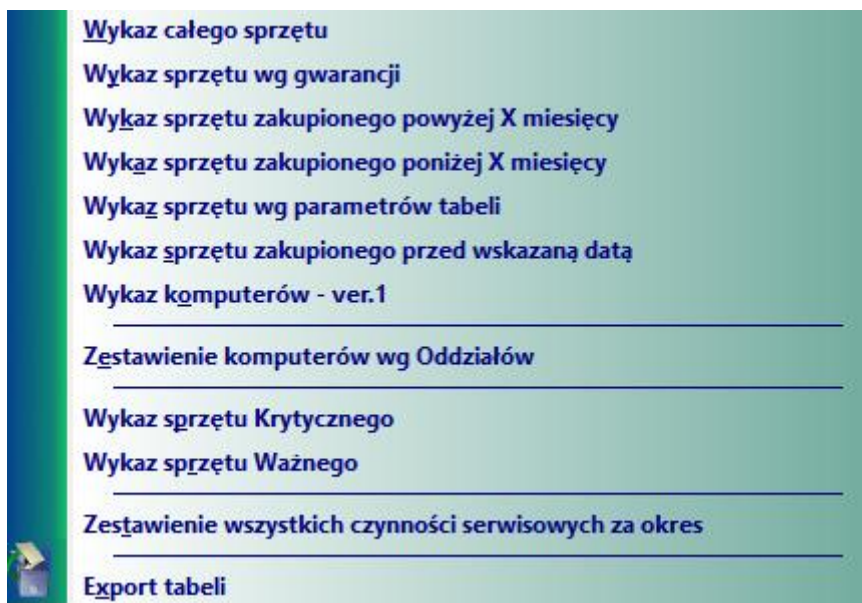 Wykaz całego sprzętu
Wykaz sprzętu wg gwarancji
Wykaz sprzętu zakupionego powyżej X miesięcy
Wykaz sprzętu zakupionego poniżej X miesięcy
Wykaz sprzętu wg parametrów tabeli
Wykaz sprzętu zakupionego przed wskazaną datą
Wykaz komputerów - ver.1
Zestawienie komputerów wg Oddziałów
Wykaz sprzętu Krytycznego
Wykaz sprzętu Ważnego
Zestawienie wszystkich czynności serwisowych za okres
Export tabeli